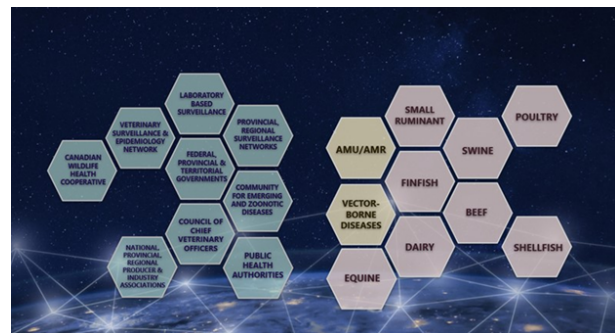 LABORATORY
BASED
SURVEILLANCE
VETERINARY
SURVEILLANCE &
EPIDEMIOLOGY
NETWORK
PROVINCIAL,
REGIONAL
SURVEILLANCE
NETWORKS
CANADIAN
WILDLIFE
HEALTH
COOPERATIVE
FEDERAL,
PROVINCIAL &
TERRITORIAL
GOVERNMENTS
COMMUNITY
FOR EMERGING
AND ZOONOTIC
DISEASES
COUNCIL OF
CHIEF
VETERINARY
OFFICERS
NATIONAL,
PROVINCIAL,
REGIONAL
PRODUCER &
INDUSTRY
ASSOCIATIONS
PUBLIC
HEALTH
AUTHORITIES
SMALL
RUMINANT
POULTRY
AMU/AMR
SWINE
FINFISH
VECTOR-
BORNE
DISEASES
BEEF
DAIRY
SHELLFISH
EQUINE